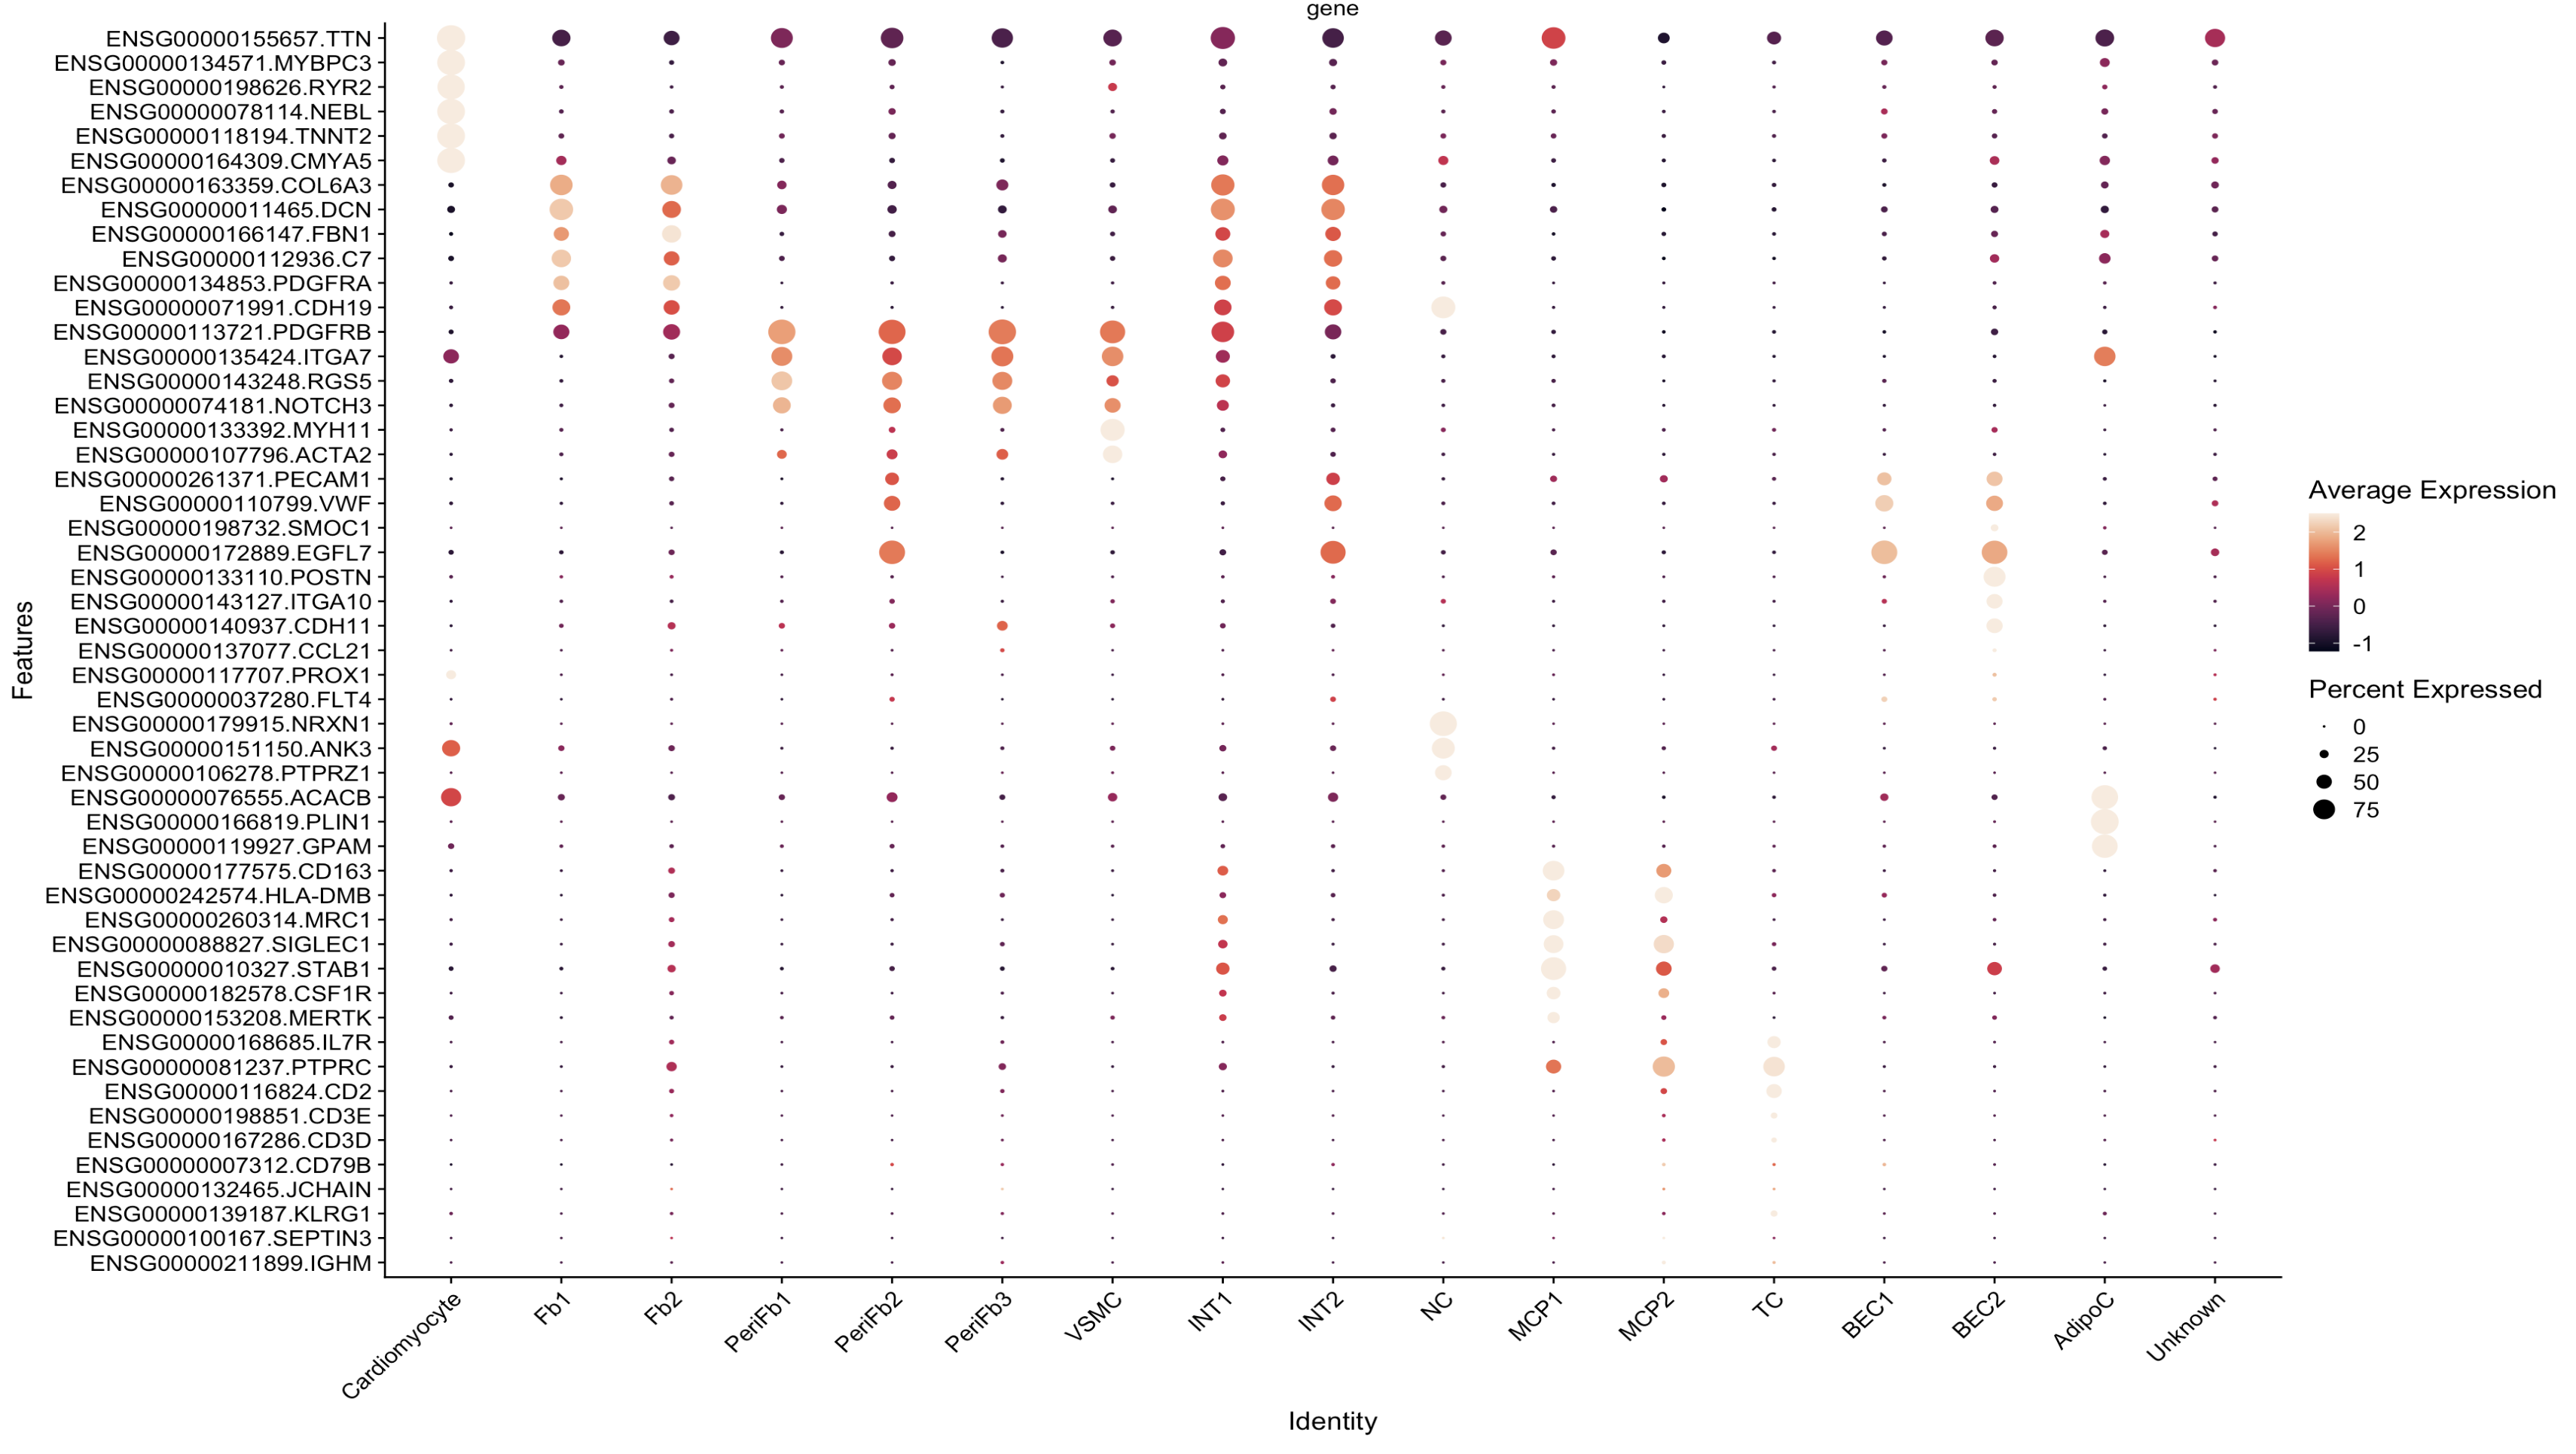 gene
ENSG00000155657.TTN
ENSG00000134571.MYBPC3
ENSG00000198626.RYR2
ENSG00000078114.NEBL
ENSG00000118194.TNNT2
ENSG00000164309.CMYA5
ENSG00000163359.COL6A3
ENSG00000011465.DCN
ENSG00000166147.FBN1
ENSG00000112936.C7
ENSG00000134853.PDGFRA
ENSG00000071991.CDH19
ENSG00000113721.PDGFRB
ENSG00000135424.ITGA7
ENSG00000143248.RGS5
ENSG00000074181.NOTCH3
ENSG00000133392.MYH11
ENSG00000107796.ACTA2
ENSG00000261371.PECAM1
ENSG00000110799.VWF
ENSG00000198732.SMOC1
ENSG00000172889.EGFL7
ENSG00000133110.POSTN
ENSG00000143127.ITGA10
ENSG00000140937.CDH11
ENSG00000137077.CCL21
ENSG00000117707.PROX1
ENSG00000037280.FLT4
ENSG00000179915.NRXN1
ENSG00000151150.ANK3
ENSG00000106278.PTPRZ1
ENSG00000076555.ACACB
ENSG00000166819.PLIN1
ENSG00000119927.GPAM
ENSG00000177575.CD163
ENSG00000242574.HLA-DMB
ENSG00000260314.MRC1
ENSG00000088827.SIGLEC1
ENSG00000010327.STAB1
ENSG00000182578.CSF1R
ENSG00000153208.MERTK
ENSG00000168685.IL7R
ENSG00000081237.PTPRC
ENSG00000116824.CD2
ENSG00000198851.CD3E
ENSG00000167286.CD3D
ENSG00000007312.CD79B
ENSG00000132465.JCHAIN
ENSG00000139187.KLRG1
ENSG00000100167.SEPTIN3
ENSG00000211899.IGHM
Features
Cardiomyocyte
Fb1
Fb2
PeriFb1
PeriFb2
PeriFb3
VSMC
INT1
INT2
NC
MCP1
MCP2
TC
BEC1
BEC2
AdipoC
Unknown
Identity
Average Expression
2
1
0
-1
Percent Expressed
0
25
50
75